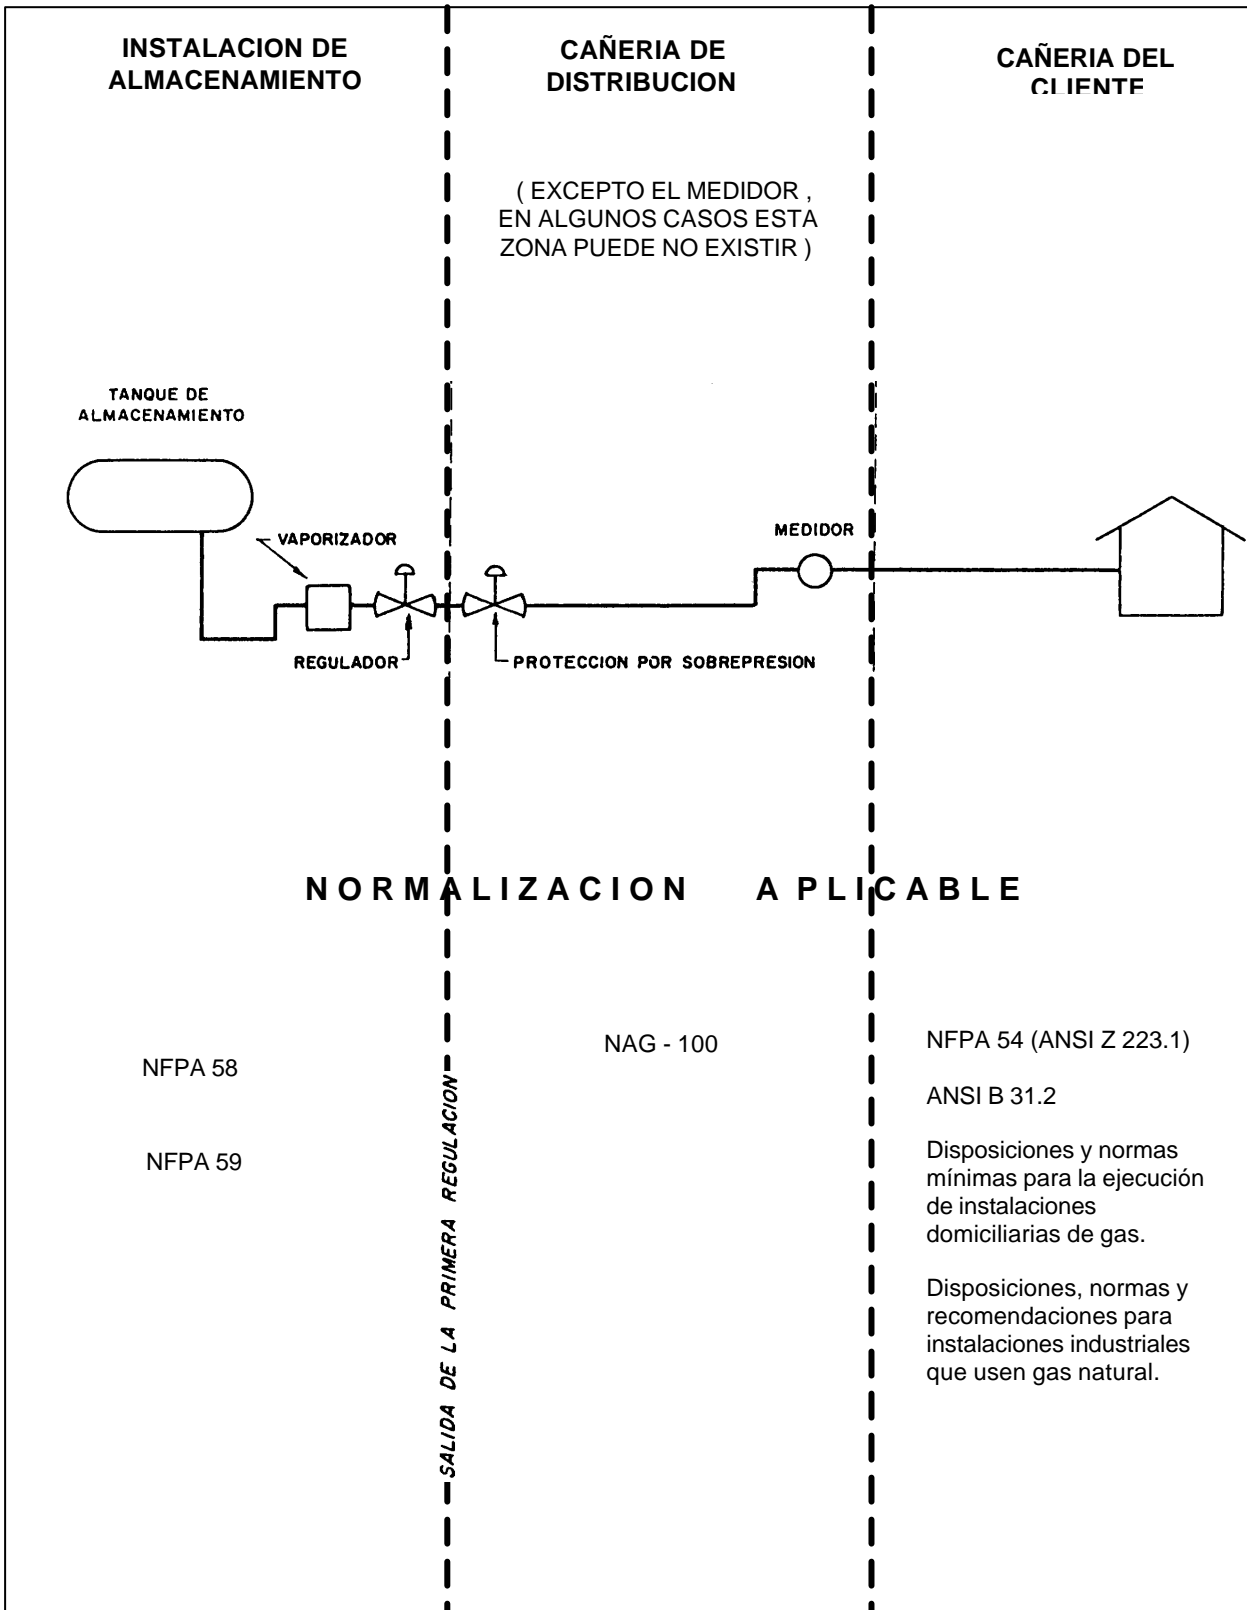 INSTALACION DE
ALMACENAMIENTO
CAÑERIA DE
DISTRIBUCION
CAÑERIA DEL
CLIENTE
( EXCEPTO EL MEDIDOR ,
EN ALGUNOS CASOS ESTA
ZONA PUEDE NO EXISTIR )
TANQUE DE
ALMACENAMIENTO
VAPORIZADOR
MEDIDOR
REGULADOR
PROTECCION POR SOBREPRESION
NORMALIZACION APLICABLE
NFPA 58
NFPA 59
SALIDA DE LA PRIMERA REGULACION
NAG - 100
NFPA 54 (ANSI Z 223.1)
ANSI B 31.2
Disposiciones y normas
mínimas para la ejecución
de instalaciones
domiciliarias de gas.
Disposiciones, normas y
recomendaciones para
instalaciones industriales
que usen gas natural.